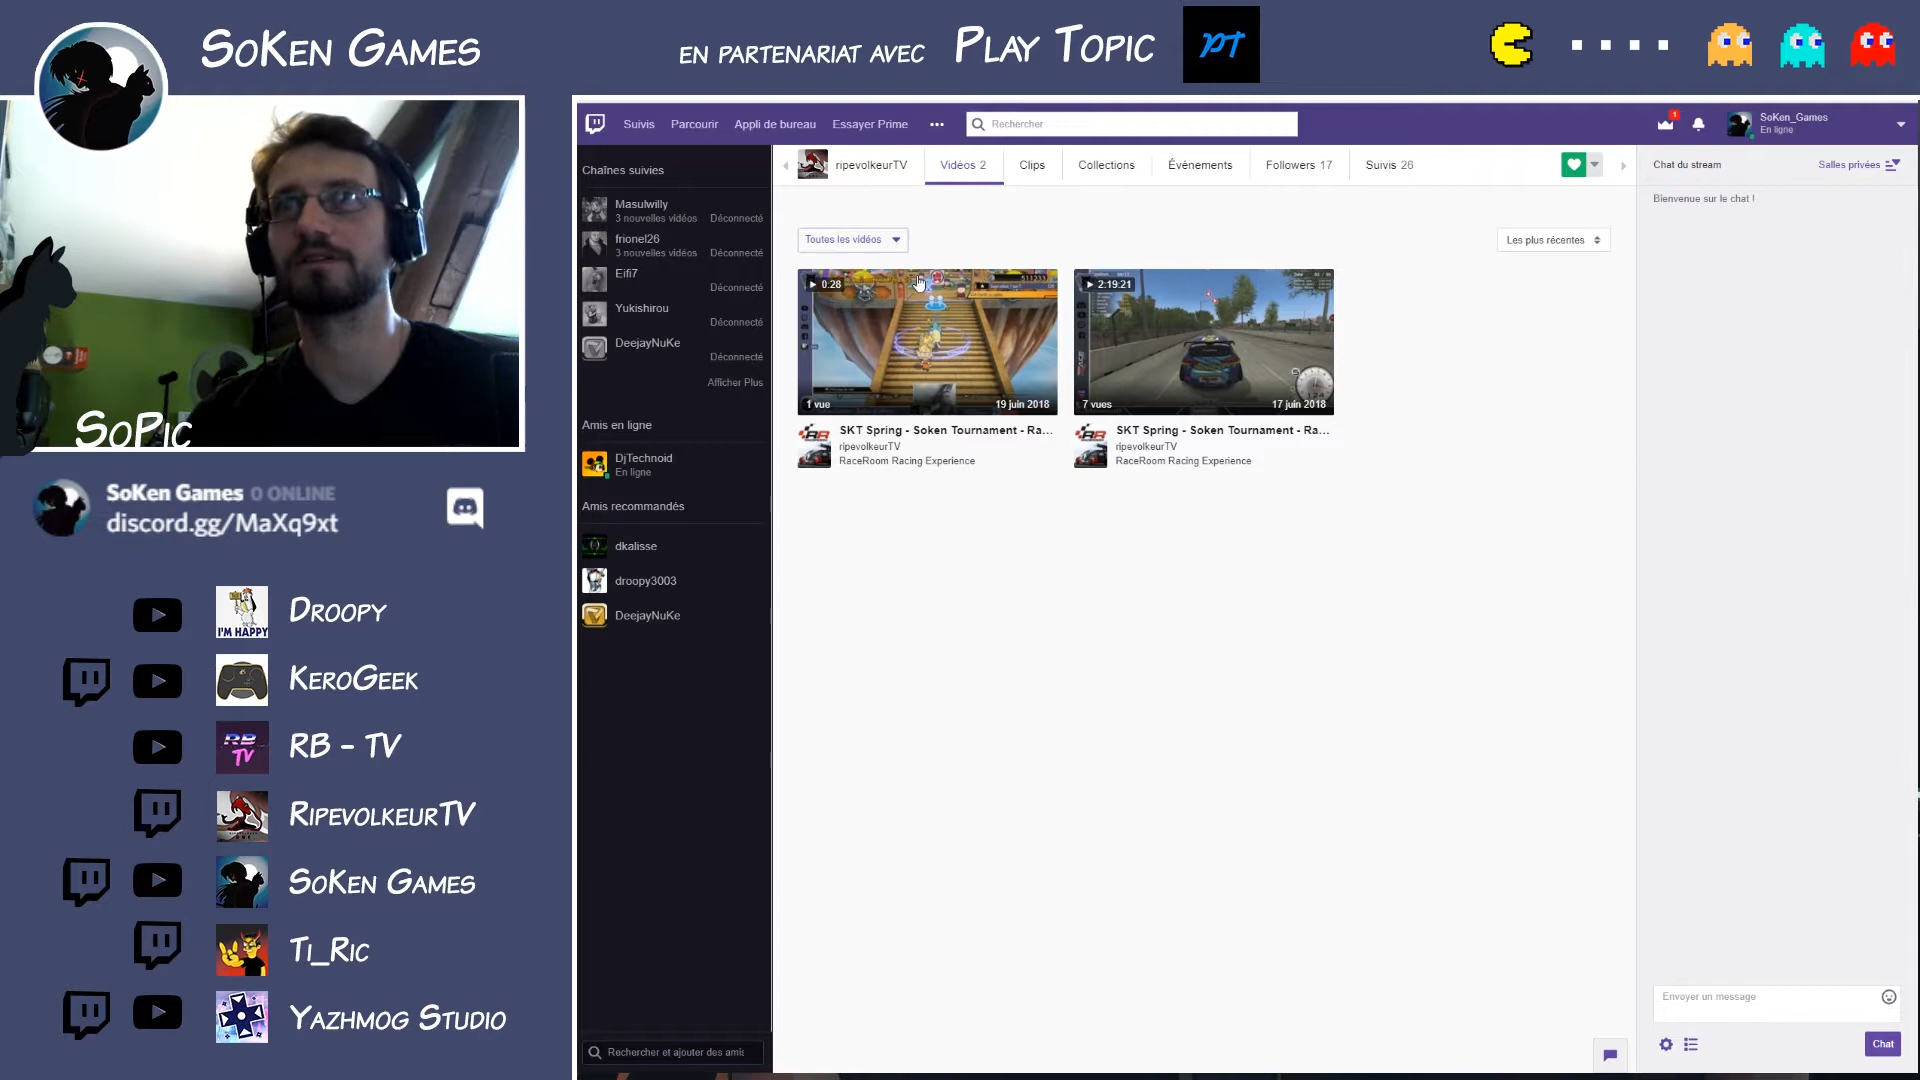 SoKen Games
en partenariat avec Play Topic
PT
SoPic
SoKen Games 0 ONLINE
discord.gg/MaXq9xt
I'M HAPPY
Droopy
KeroGeek
RB TV
RB - TV
RipevolkeurTV
SoKen Games
Ti_Ric
Yazhmog Studio
Suivis
Parcourir
Appli de bureau
Essayer Prime
Rechercher
1
SoKen_Games
En ligne
Chaînes suivies
Masulwilly
3 nouvelles vidéos
Déconnecté
frionel26
3 nouvelles vidéos
Déconnecté
Eifi7
Déconnecté
Yukishirou
Déconnecté
DeejayNuKe
Déconnecté
Afficher Plus
Amis en ligne
DjTechnoid
En ligne
Amis recommandés
dkalisse
droopy3003
DeejayNuKe
Rechercher et ajouter des amis
ripevolkeurTV
Vidéos 2
Clips
Collections
Événements
Followers 17
Suivis 26
Toutes les vidéos
Les plus récentes
0:28
1 vue
19 juin 2018
SKT Spring - Soken Tournament - Ra...
ripevolkeurTV
RaceRoom Racing Experience
2:19:21
7 vues
17 juin 2018
SKT Spring - Soken Tournament - Ra...
ripevolkeurTV
RaceRoom Racing Experience
Chat du stream
Salles privées
Bienvenue sur le chat !
Envoyer un message
Chat